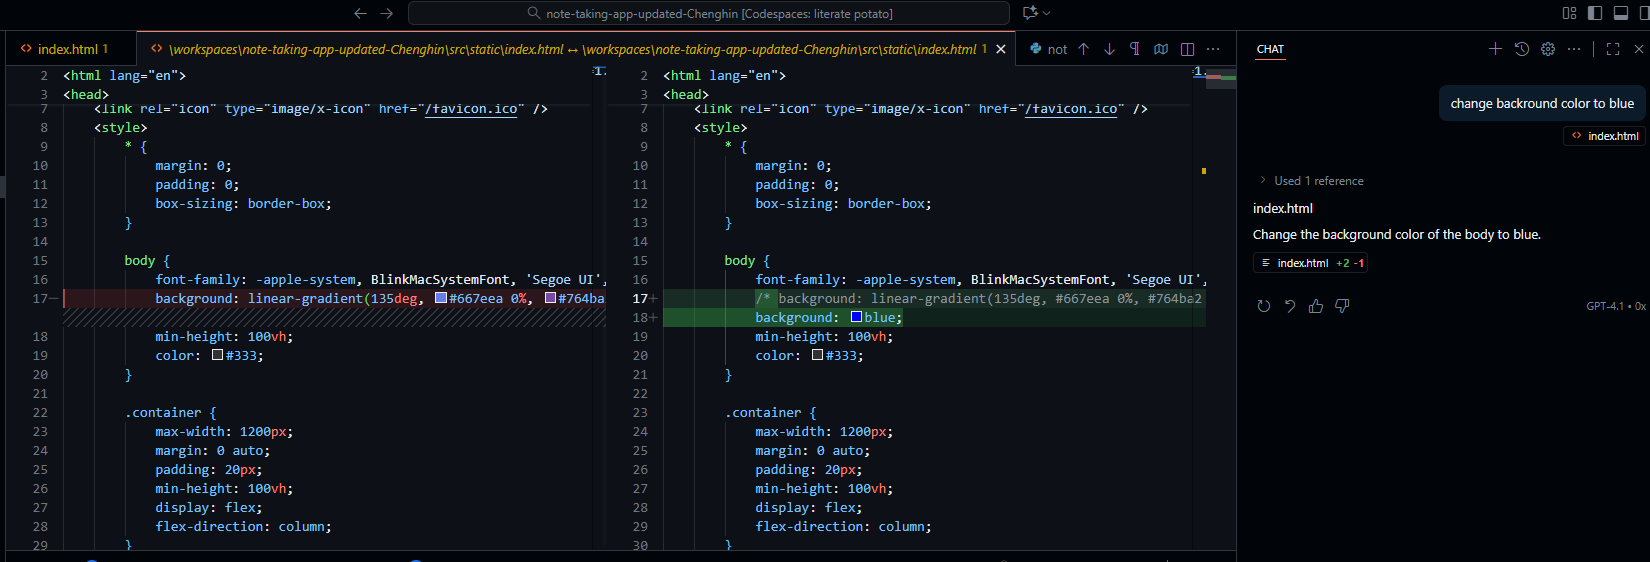 note-taking-app-updated-Chenghin [Codespaces: literate potato]
index.html 1
\workspaces\note-taking-app-updated-Chenghin\src\static\index.html ↔ \workspaces\note-taking-app-updated-Chenghin\src\static\index.html 1
not
2 <html lang="en">
3 <head>
7 <link rel="icon" type="image/x-icon" href="/favicon.ico" />
8 <style>
9 * {
10 margin: 0;
11 padding: 0;
12 box-sizing: border-box;
13 }
14
15 body {
16 font-family: -apple-system, BlinkMacSystemFont, 'Segoe UI',
17 background: linear-gradient(135deg, #667eea 0%, #764ba
18 min-height: 100vh;
19 color: #333;
20 }
21
22 .container {
23 max-width: 1200px;
24 margin: 0 auto;
25 padding: 20px;
26 min-height: 100vh;
27 display: flex;
28 flex-direction: column;
29 }
2 <html lang="en">
3 <head>
7 <link rel="icon" type="image/x-icon" href="/favicon.ico" />
8 <style>
9 * {
10 margin: 0;
11 padding: 0;
12 box-sizing: border-box;
13 }
14
15 body {
16 font-family: -apple-system, BlinkMacSystemFont, 'Segoe UI',
17 /* background: linear-gradient(135deg, #667eea 0%, #764ba2
18 background: blue;
19 min-height: 100vh;
20 color: #333;
21 }
22
23 .container {
24 max-width: 1200px;
25 margin: 0 auto;
26 padding: 20px;
27 min-height: 100vh;
28 display: flex;
29 flex-direction: column;
30 }
CHAT
change backround color to blue
index.html
Used 1 reference
index.html
Change the background color of the body to blue.
index.html +2 -1
GPT-4.1 • 0x